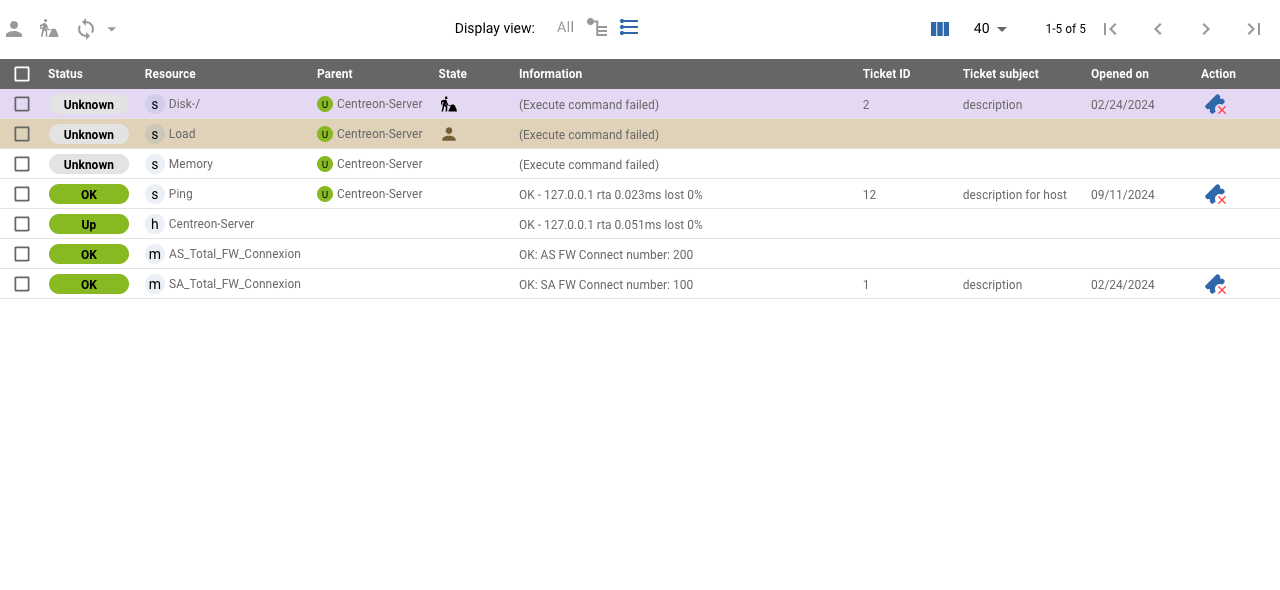 Display view: All 40 1-5 of 5
Status Resource Parent State Information Ticket ID Ticket subject Opened on Action
Unknown s Disk-/ U Centreon-Server (Execute command failed) 2 description 02/24/2024
Unknown s Load U Centreon-Server (Execute command failed)
Unknown s Memory U Centreon-Server (Execute command failed)
OK s Ping U Centreon-Server OK - 127.0.0.1 rta 0.023ms lost 0% 12 description for host 09/11/2024
Up h Centreon-Server OK - 127.0.0.1 rta 0.051ms lost 0%
OK m AS_Total_FW_Connexion OK: AS FW Connect number: 200
OK m SA_Total_FW_Connexion OK: SA FW Connect number: 100 1 description 02/24/2024